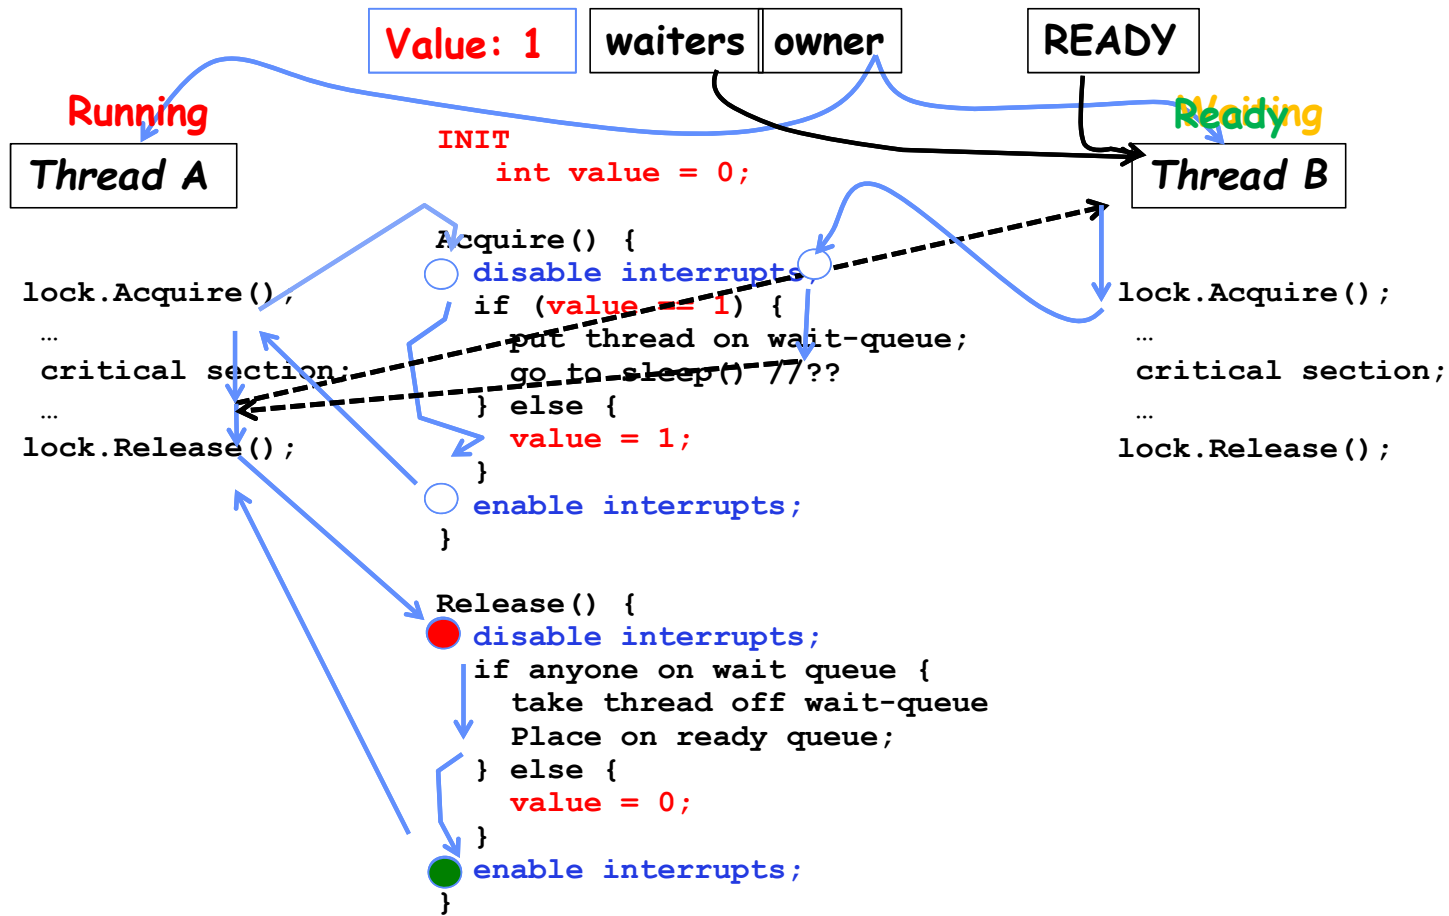 Value: 1
waiters
owner
READY
Running
Ready
Waiting
Thread A
Thread B
INIT
int value = 0;
Acquire() {
disable interrupts;
if (value == 1) {
put thread on wait-queue;
go to sleep() //??
} else {
value = 1;
}
enable interrupts;
}
Release() {
disable interrupts;
if anyone on wait queue {
take thread off wait-queue
Place on ready queue;
} else {
value = 0;
}
enable interrupts;
}
lock.Acquire();
…
critical section;
…
lock.Release();
lock.Acquire();
…
critical section;
…
lock.Release();